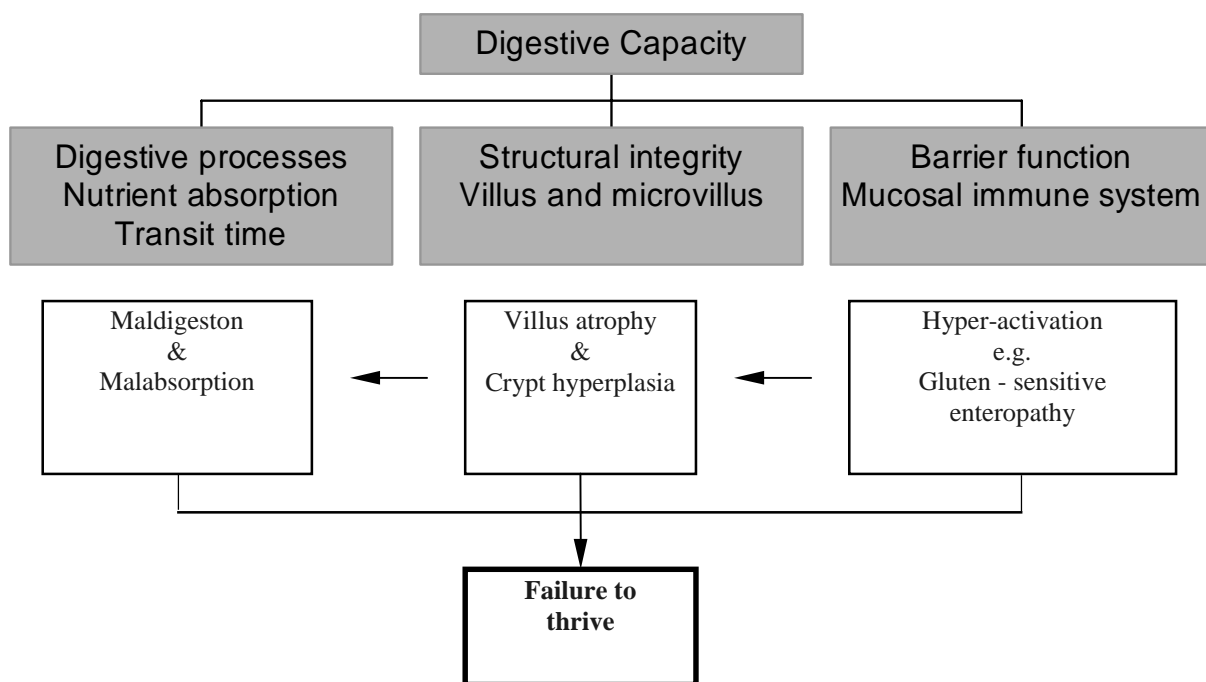 Digestive Capacity
Digestive processes
Nutrient absorption
Transit time
Structural integrity
Villus and microvillus
Barrier function
Mucosal immune system
Maldigeston
&
Malabsorption
Villus atrophy
&
Crypt hyperplasia
Hyper-activation
e.g.
Gluten - sensitive
enteropathy
Failure to
thrive